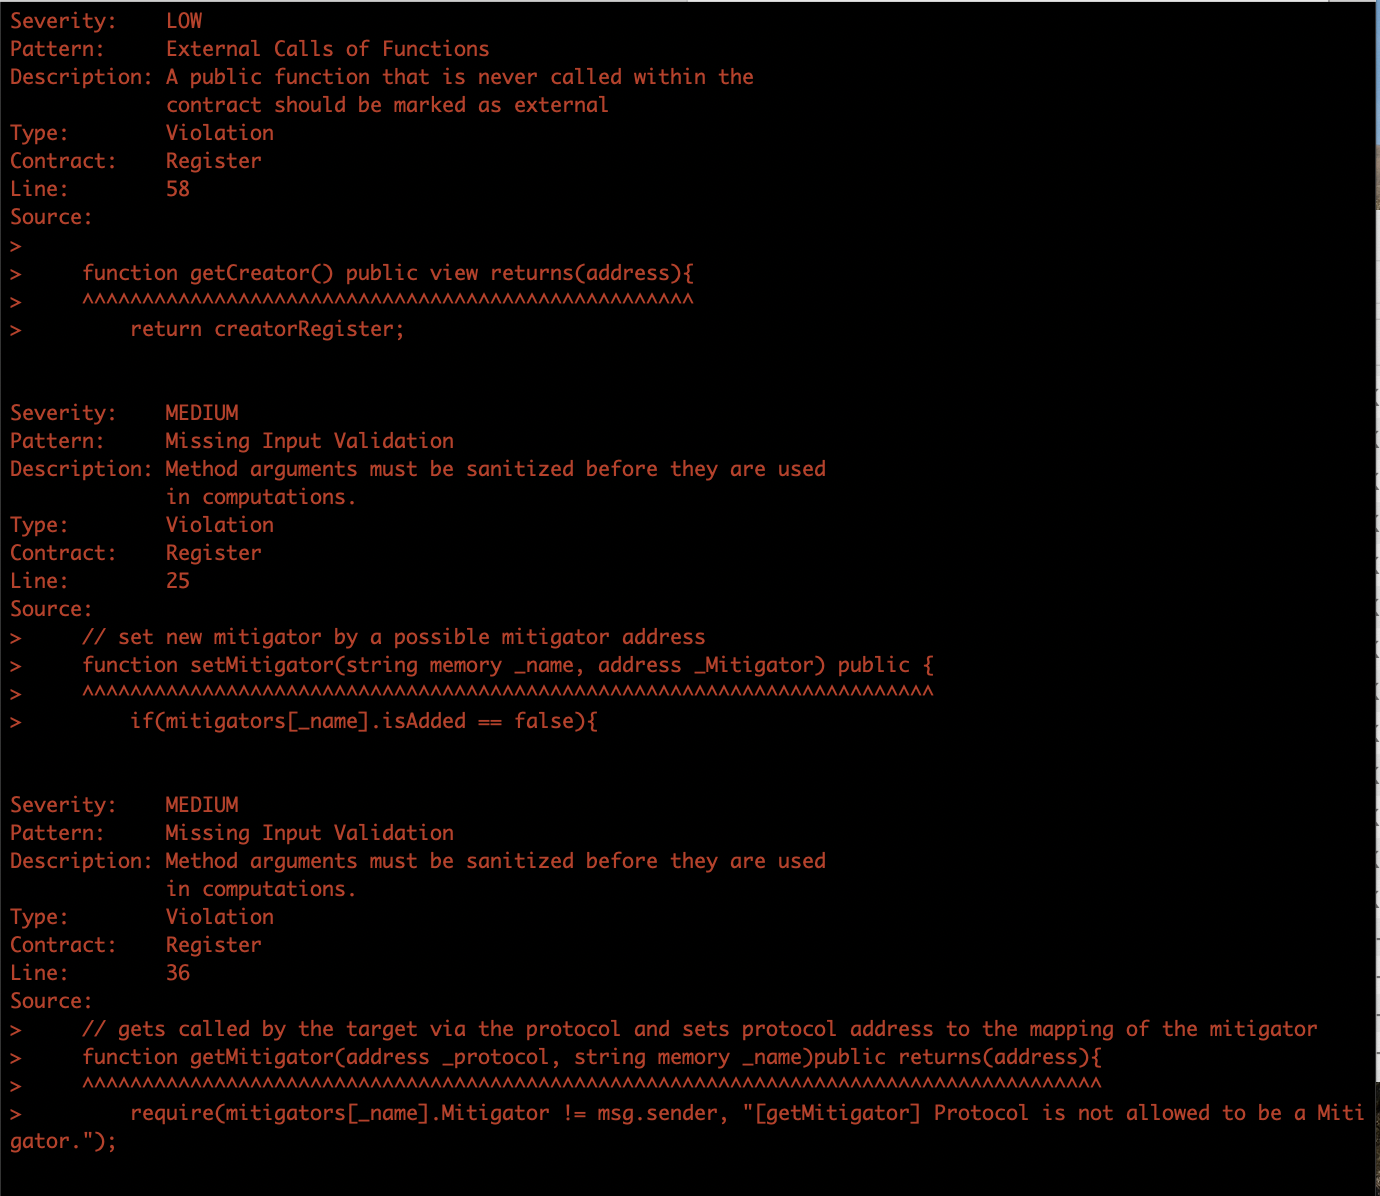 Severity:    LOW
Pattern:     External Calls of Functions
Description: A public function that is never called within the
             contract should be marked as external
Type:        Violation
Contract:    Register
Line:        58
Source:
>
>     function getCreator() public view returns(address){
>     ^^^^^^^^^^^^^^^^^^^^^^^^^^^^^^^^^^^^^^^^^^^^^^^^^^^
>         return creatorRegister;
Severity:    MEDIUM
Pattern:     Missing Input Validation
Description: Method arguments must be sanitized before they are used
             in computations.
Type:        Violation
Contract:    Register
Line:        25
Source:
>     // set new mitigator by a possible mitigator address
>     function setMitigator(string memory _name, address _Mitigator) public {
>     ^^^^^^^^^^^^^^^^^^^^^^^^^^^^^^^^^^^^^^^^^^^^^^^^^^^^^^^^^^^^^^^^^^^^^^^
>         if(mitigators[_name].isAdded == false){
Severity:    MEDIUM
Pattern:     Missing Input Validation
Description: Method arguments must be sanitized before they are used
             in computations.
Type:        Violation
Contract:    Register
Line:        36
Source:
>     // gets called by the target via the protocol and sets protocol address to the mapping of the mitigator
>     function getMitigator(address _protocol, string memory _name)public returns(address){
>     ^^^^^^^^^^^^^^^^^^^^^^^^^^^^^^^^^^^^^^^^^^^^^^^^^^^^^^^^^^^^^^^^^^^^^^^^^^^^^^^^^^^^^
>         require(mitigators[_name].Mitigator != msg.sender, "[getMitigator] Protocol is not allowed to be a Miti
gator.");